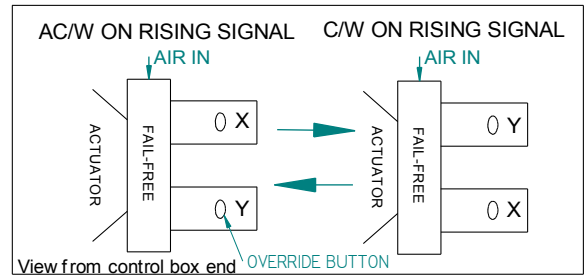 AC/W ON RISING SIGNAL
C/W ON RISING SIGNAL
AIR IN
AIR IN
ACTUATOR
FAIL-FREE
X
Y
ACTUATOR
FAIL-FREE
Y
X
View from control box end
OVERRIDE BUTTON